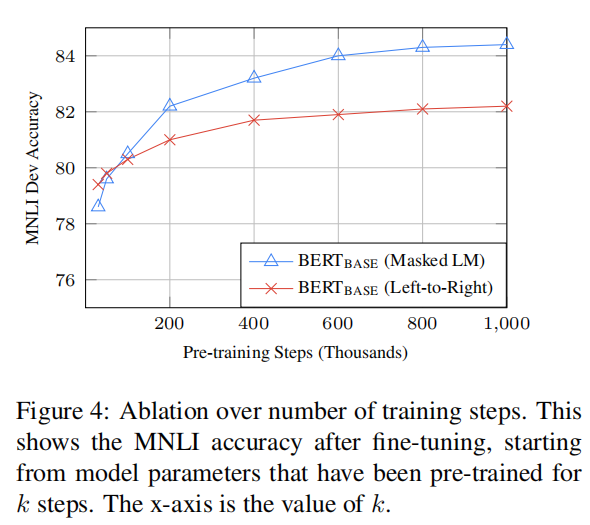 84
82
80
78
76
MNLI Dev Accuracy
BERTBASE (Masked LM)
BERTBASE (Left-to-Right)
200 400 600 800 1,000
Pre-training Steps (Thousands)
Figure 4: Ablation over number of training steps. This
shows the MNLI accuracy after fine-tuning, starting
from model parameters that have been pre-trained for
k steps. The x-axis is the value of k.